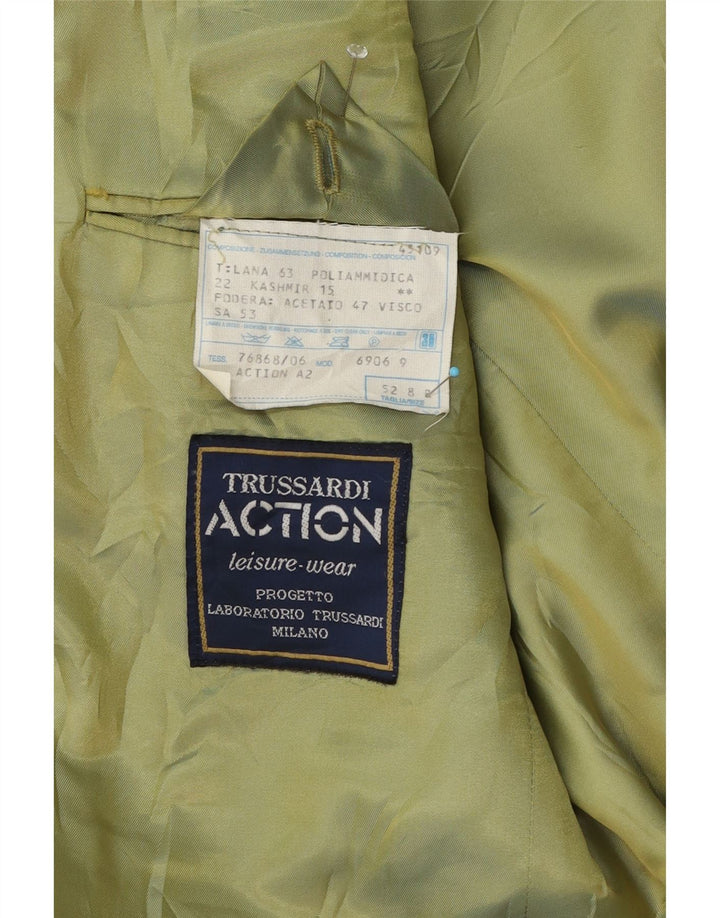 COMPOSIZIONE - ZUSAMMENSETZUNG - COMPOSITION - COMPOSICION
45109
T:LANA 63 POLIAMMIDICA
22 KASHMIR 15 **
FODERA: ACETATO 47 VISCO
SA 53
TESS. 76868/06 MOD. 6906 9
ACTION A2
52 8
TAGLIA/SIZE
TRUSSARDI
ACTION
leisure-wear
PROGETTO
LABORATORIO TRUSSARDI
MILANO